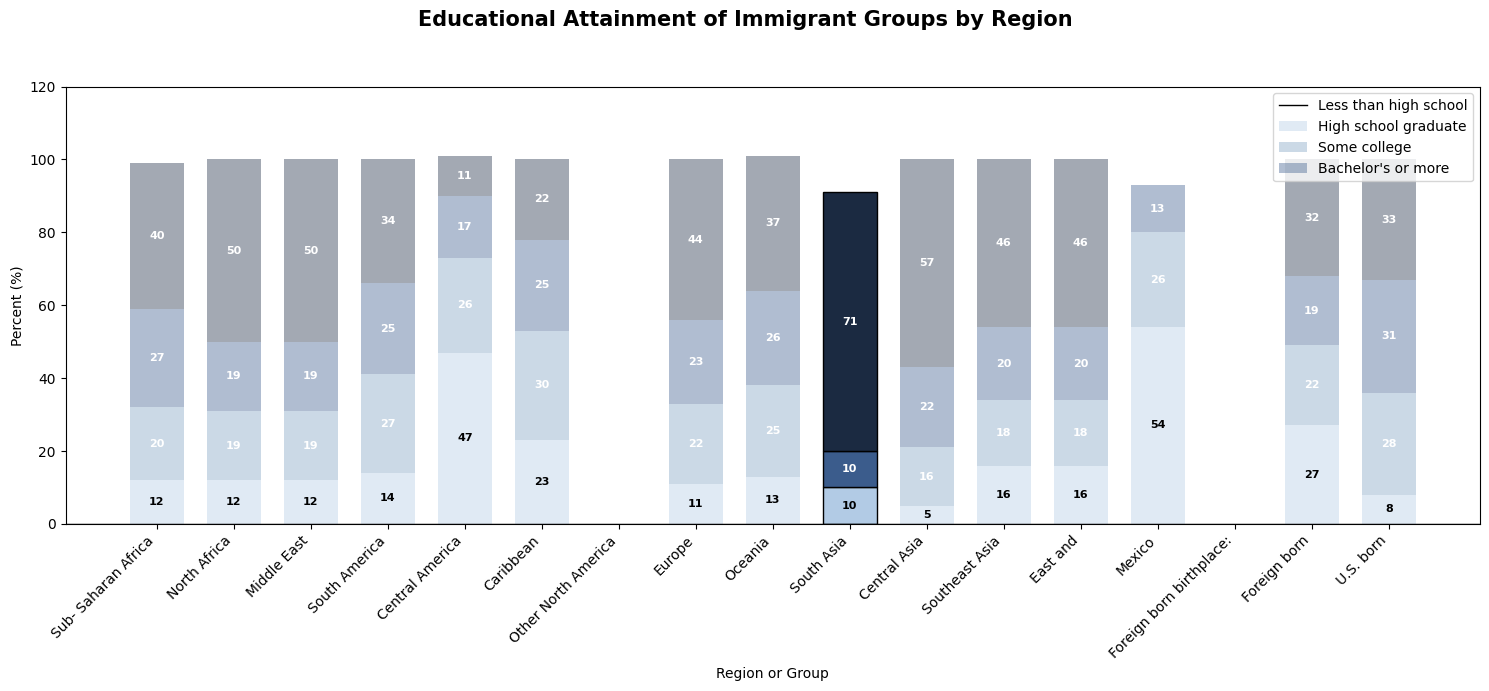 Educational Attainment of Immigrant Groups by Region
Percent (%)
120
100
80
60
40
20
0
Less than high school
High school graduate
Some college
Bachelor's or more
40
27
20
12
50
19
19
12
50
19
19
12
34
25
27
14
11
17
26
47
22
25
30
23
44
23
22
11
37
26
25
13
71
10
10
57
22
16
5
46
20
18
16
46
20
18
16
13
26
54
32
19
22
27
33
31
28
8
Sub- Saharan Africa
North Africa
Middle East
South America
Central America
Caribbean
Other North America
Europe
Oceania
South Asia
Central Asia
Southeast Asia
East and
Mexico
Foreign born birthplace:
Foreign born
U.S. born
Region or Group